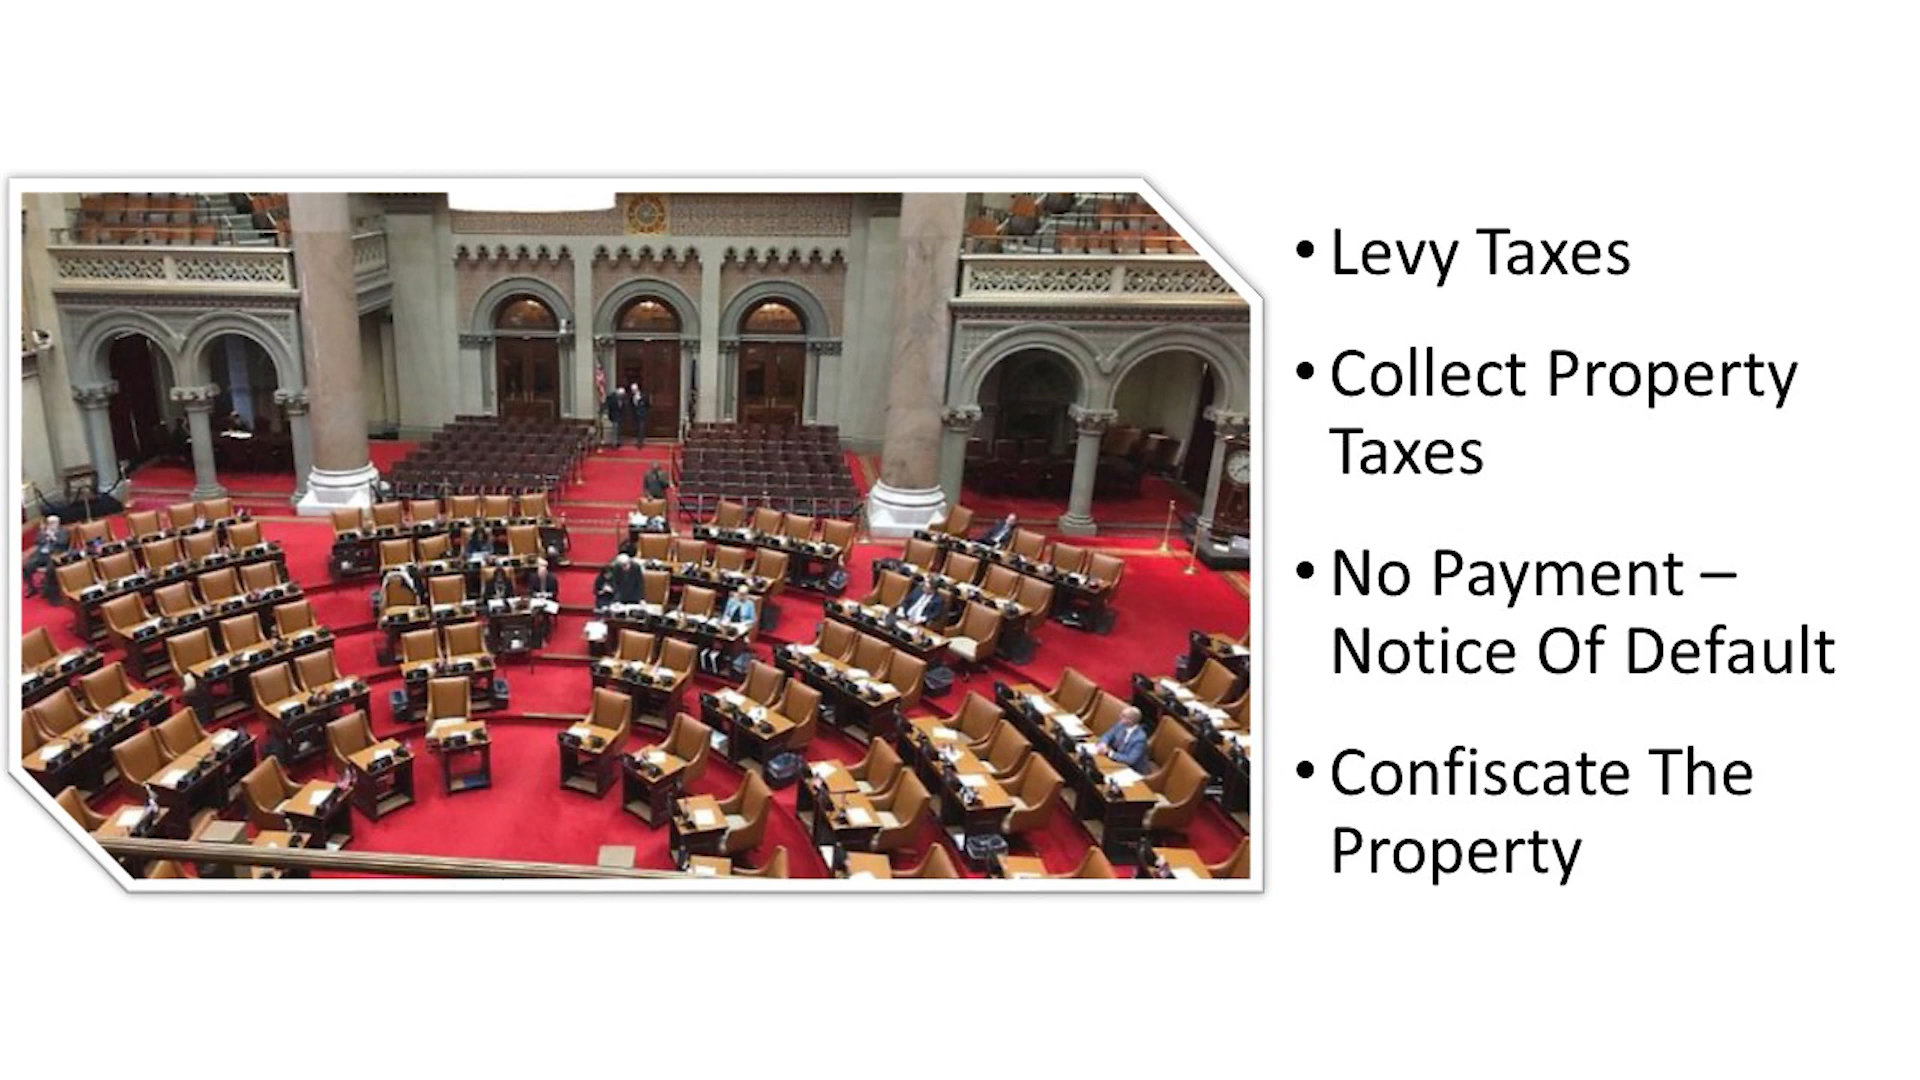 • Levy Taxes
• Collect Property
Taxes
• No Payment –
Notice Of Default
• Confiscate The
Property